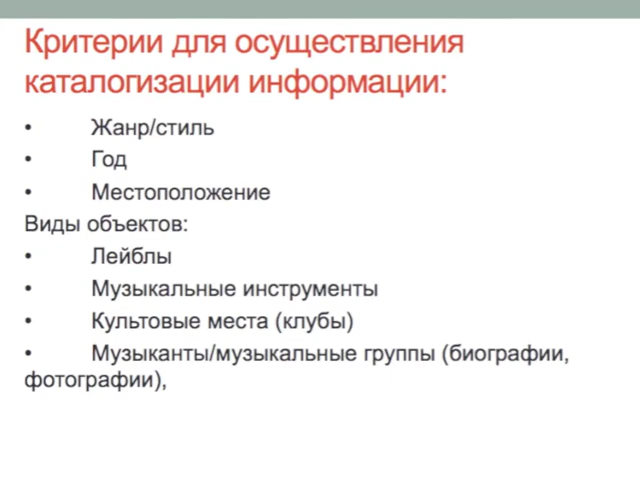 Критерии для осуществления
каталогизации информации:
• Жанр/стиль
• Год
• Местоположение
Виды объектов:
• Лейблы
• Музыкальные инструменты
• Культовые места (клубы)
• Музыканты/музыкальные группы (биографии,
фотографии),